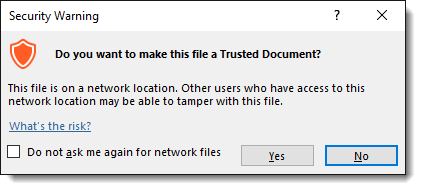 Security Warning
?
Do you want to make this file a Trusted Document?
This file is on a network location. Other users who have access to this
network location may be able to tamper with this file.
What's the risk?
Do not ask me again for network files
Yes
No